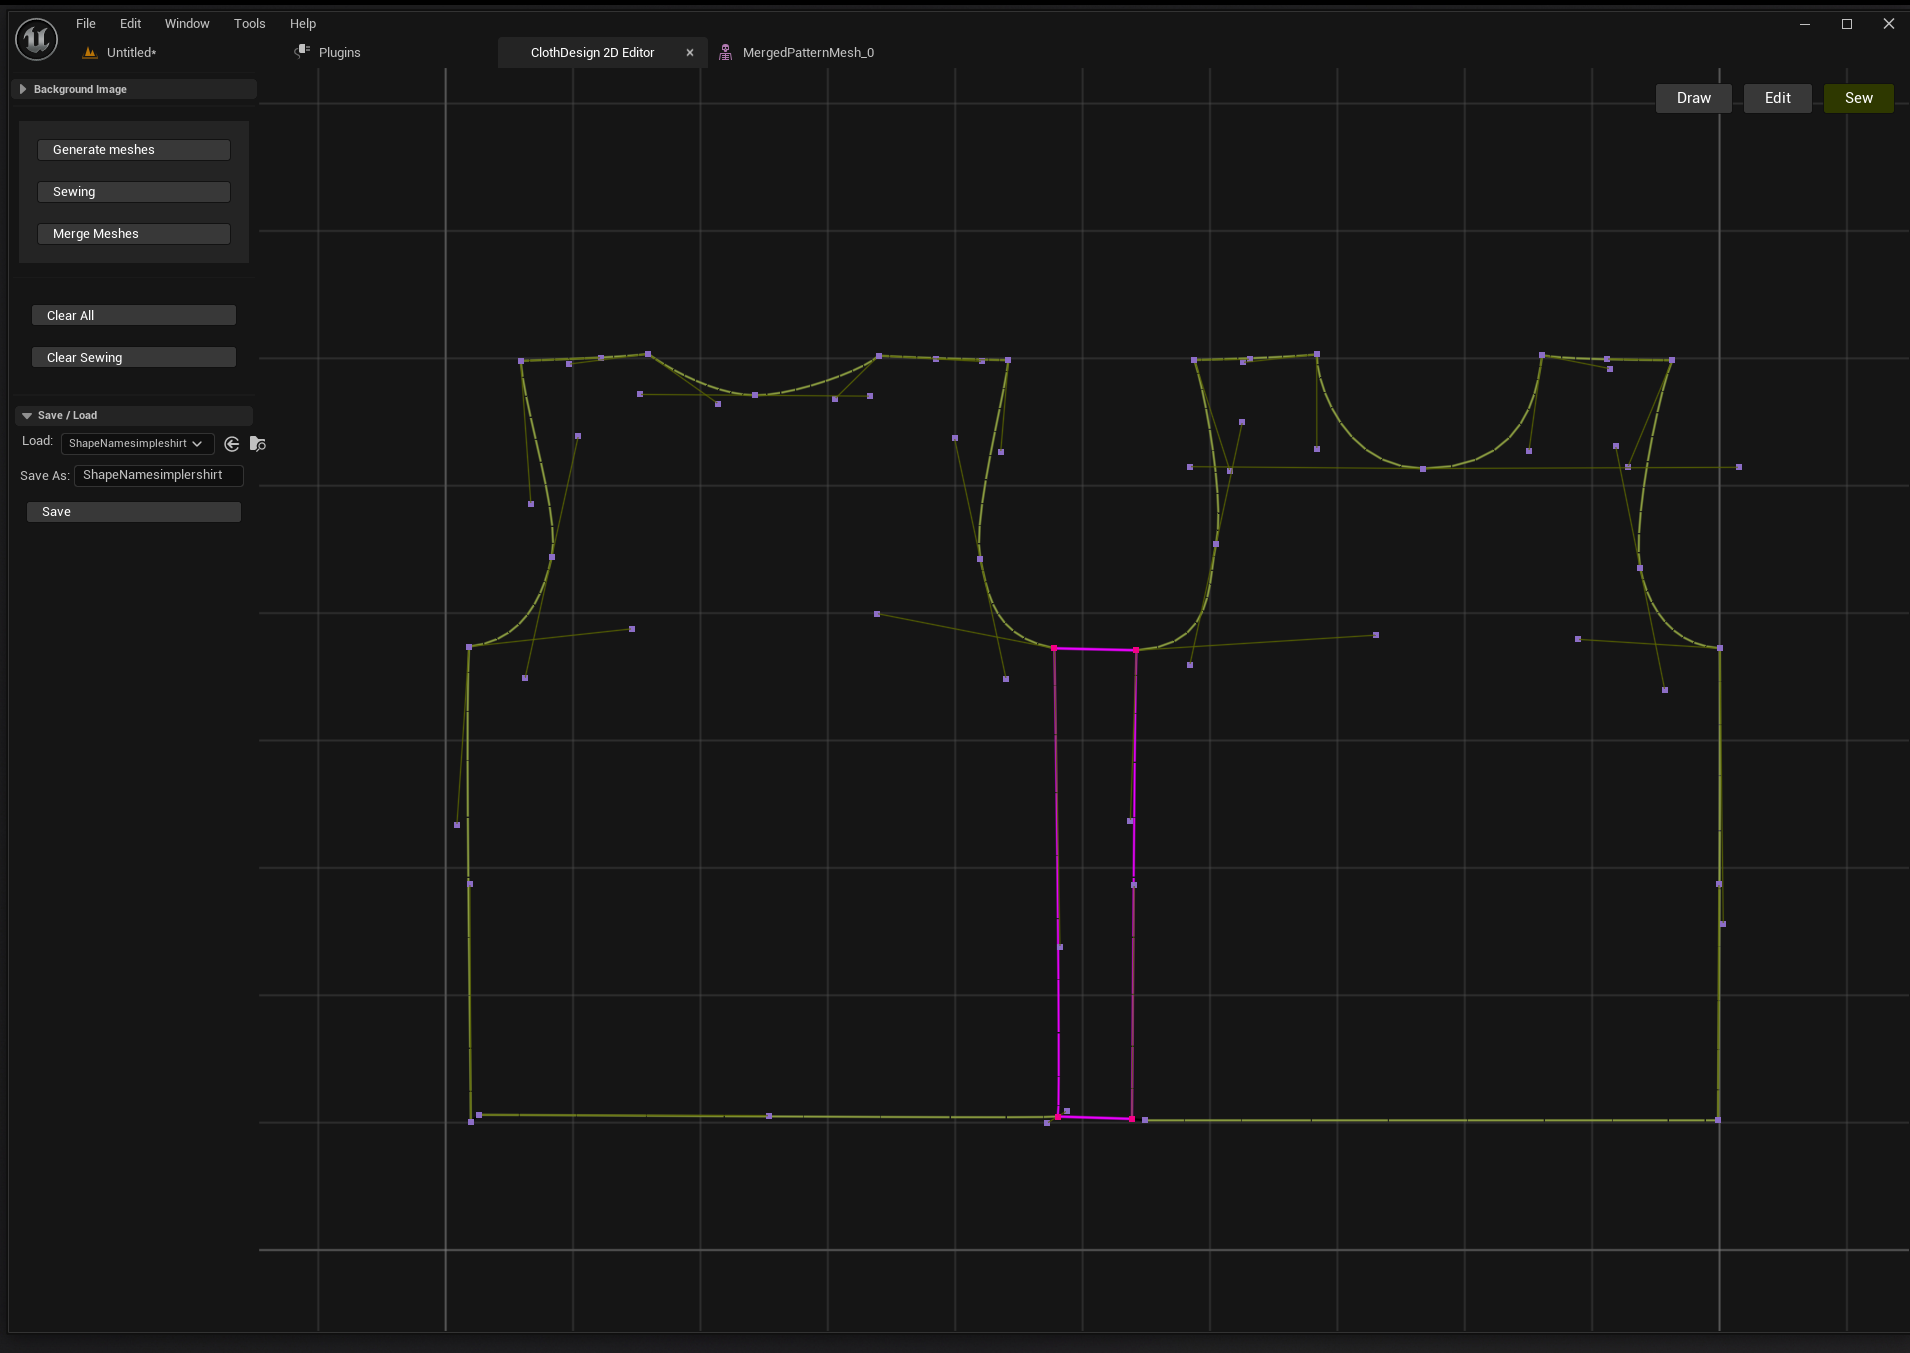 File Edit Window Tools Help
Untitled* Plugins ClothDesign 2D Editor × MergedPatternMesh_0
Background Image
Draw Edit Sew
Generate meshes
Sewing
Merge Meshes
Clear All
Clear Sewing
Save / Load
Load: ShapeNamesimpleshirt
Save As: ShapeNamesimplershirt
Save